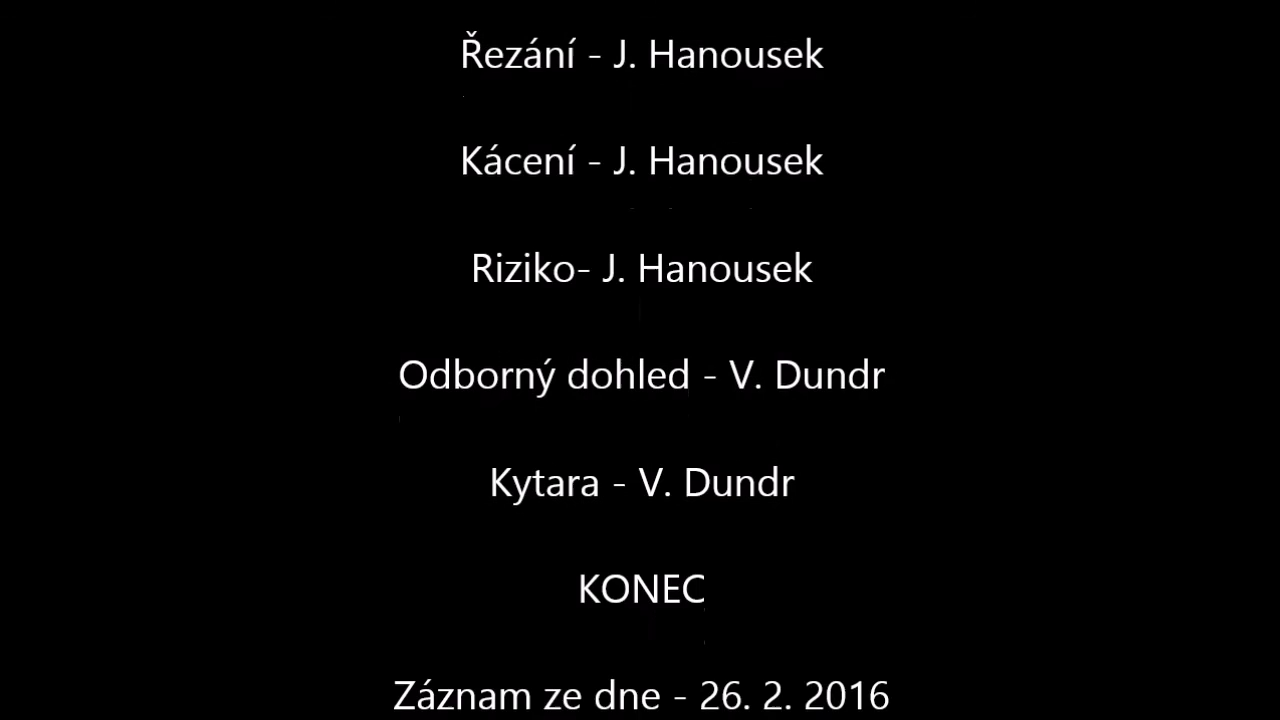 Řezání - J. Hanousek
Kácení - J. Hanousek
Riziko- J. Hanousek
Odborný dohled - V. Dundr
Kytara - V. Dundr
KONEC
Záznam ze dne - 26. 2. 2016